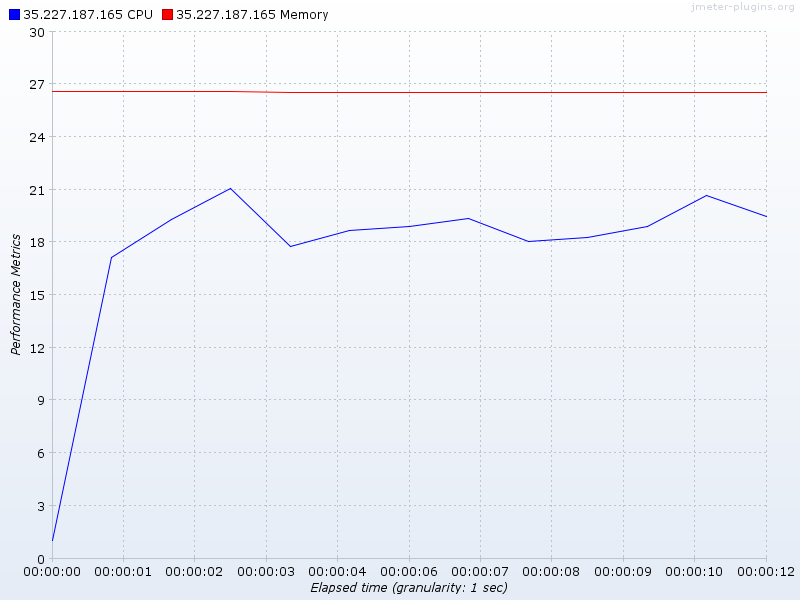 jmeter-plugins.org
35.227.187.165 CPU 35.227.187.165 Memory
30
27
24
21
18
15
12
9
6
3
0
Performance Metrics
00:00:00 00:00:01 00:00:02 00:00:03 00:00:04 00:00:06 00:00:07 00:00:08 00:00:09 00:00:10 00:00:12
Elapsed time (granularity: 1 sec)